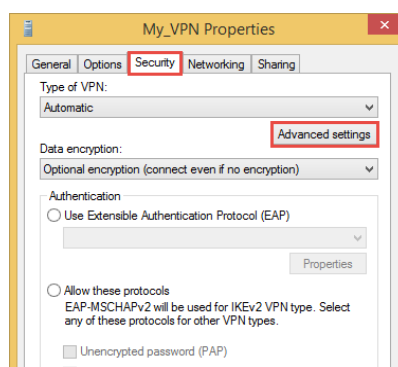 My_VPN Properties
×
General Options Security Networking Sharing
Type of VPN:
Automatic
Advanced settings
Data encryption:
Optional encryption (connect even if no encryption)
Authentication
Use Extensible Authentication Protocol (EAP)
Properties
Allow these protocols
EAP-MSCHAPv2 will be used for IKEv2 VPN type. Select
any of these protocols for other VPN types.
Unencrypted password (PAP)